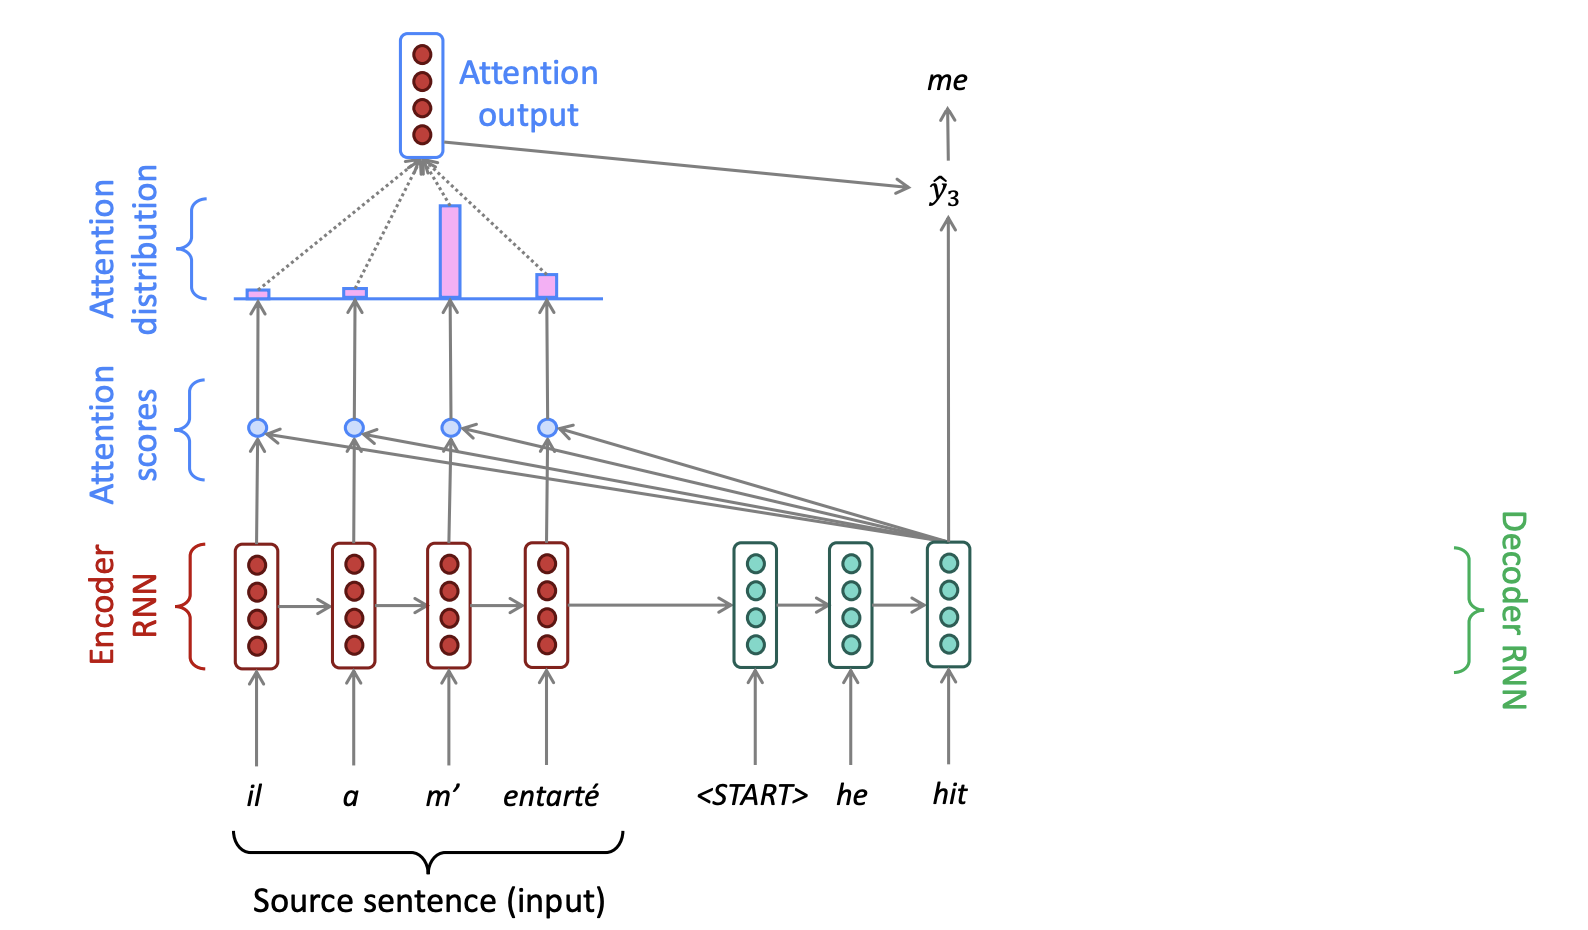 Attention
output
me
ŷ₃
Attention
distribution
Attention
scores
Encoder
RNN
Decoder RNN
il a m’ entarté <START> he hit
Source sentence (input)